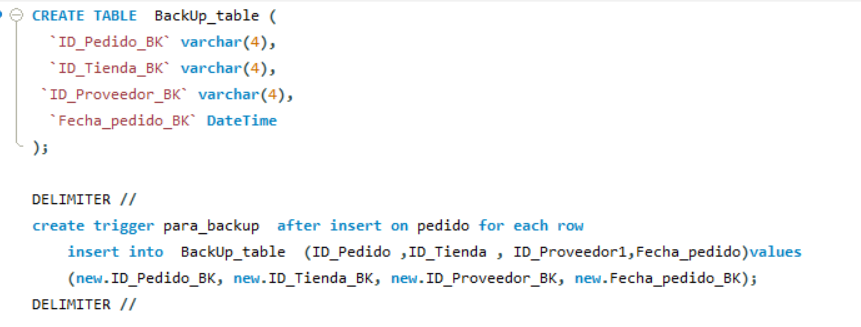 CREATE TABLE BackUp_table (
`ID_Pedido_BK` varchar(4),
`ID_Tienda_BK` varchar(4),
`ID_Proveedor_BK` varchar(4),
`Fecha_pedido_BK` DateTime
);
DELIMITER //
create trigger para_backup after insert on pedido for each row
insert into BackUp_table (ID_Pedido ,ID_Tienda , ID_Proveedor1,Fecha_pedido)values
(new.ID_Pedido_BK, new.ID_Tienda_BK, new.ID_Proveedor_BK, new.Fecha_pedido_BK);
DELIMITER //